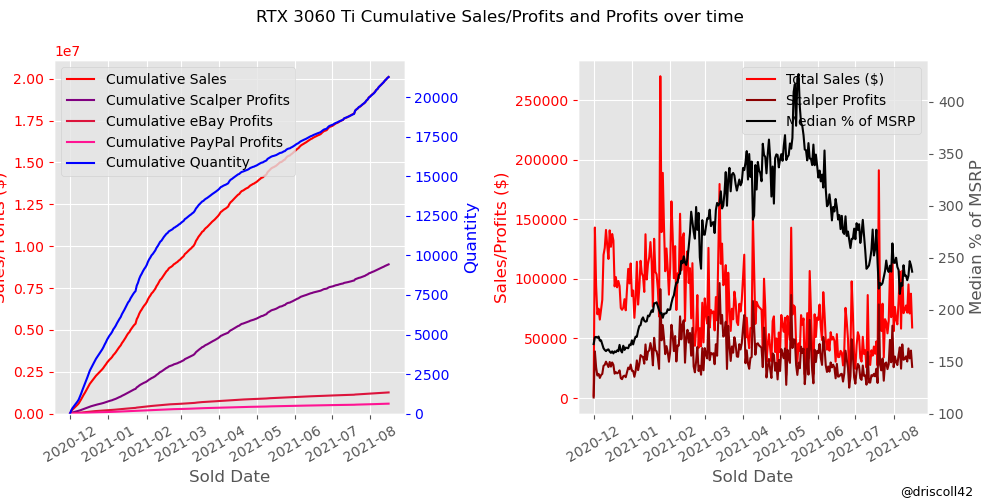 RTX 3060 Ti Cumulative Sales/Profits and Profits over time
1e7
Cumulative Sales
Cumulative Scalper Profits
Cumulative eBay Profits
Cumulative PayPal Profits
Cumulative Quantity
2.00
1.75
1.50
1.25
1.00
0.75
0.50
0.25
0.00
Sales/Profits ($)
20000
17500
15000
12500
10000
7500
5000
2500
0
Quantity
2020-12
2021-01
2021-02
2021-03
2021-04
2021-05
2021-06
2021-07
2021-08
Sold Date
Total Sales ($)
Scalper Profits
Median % of MSRP
250000
200000
150000
100000
50000
0
Sales/Profits ($)
400
350
300
250
200
150
100
Median % of MSRP
2020-12
2021-01
2021-02
2021-03
2021-04
2021-05
2021-06
2021-07
2021-08
Sold Date
@driscoll42